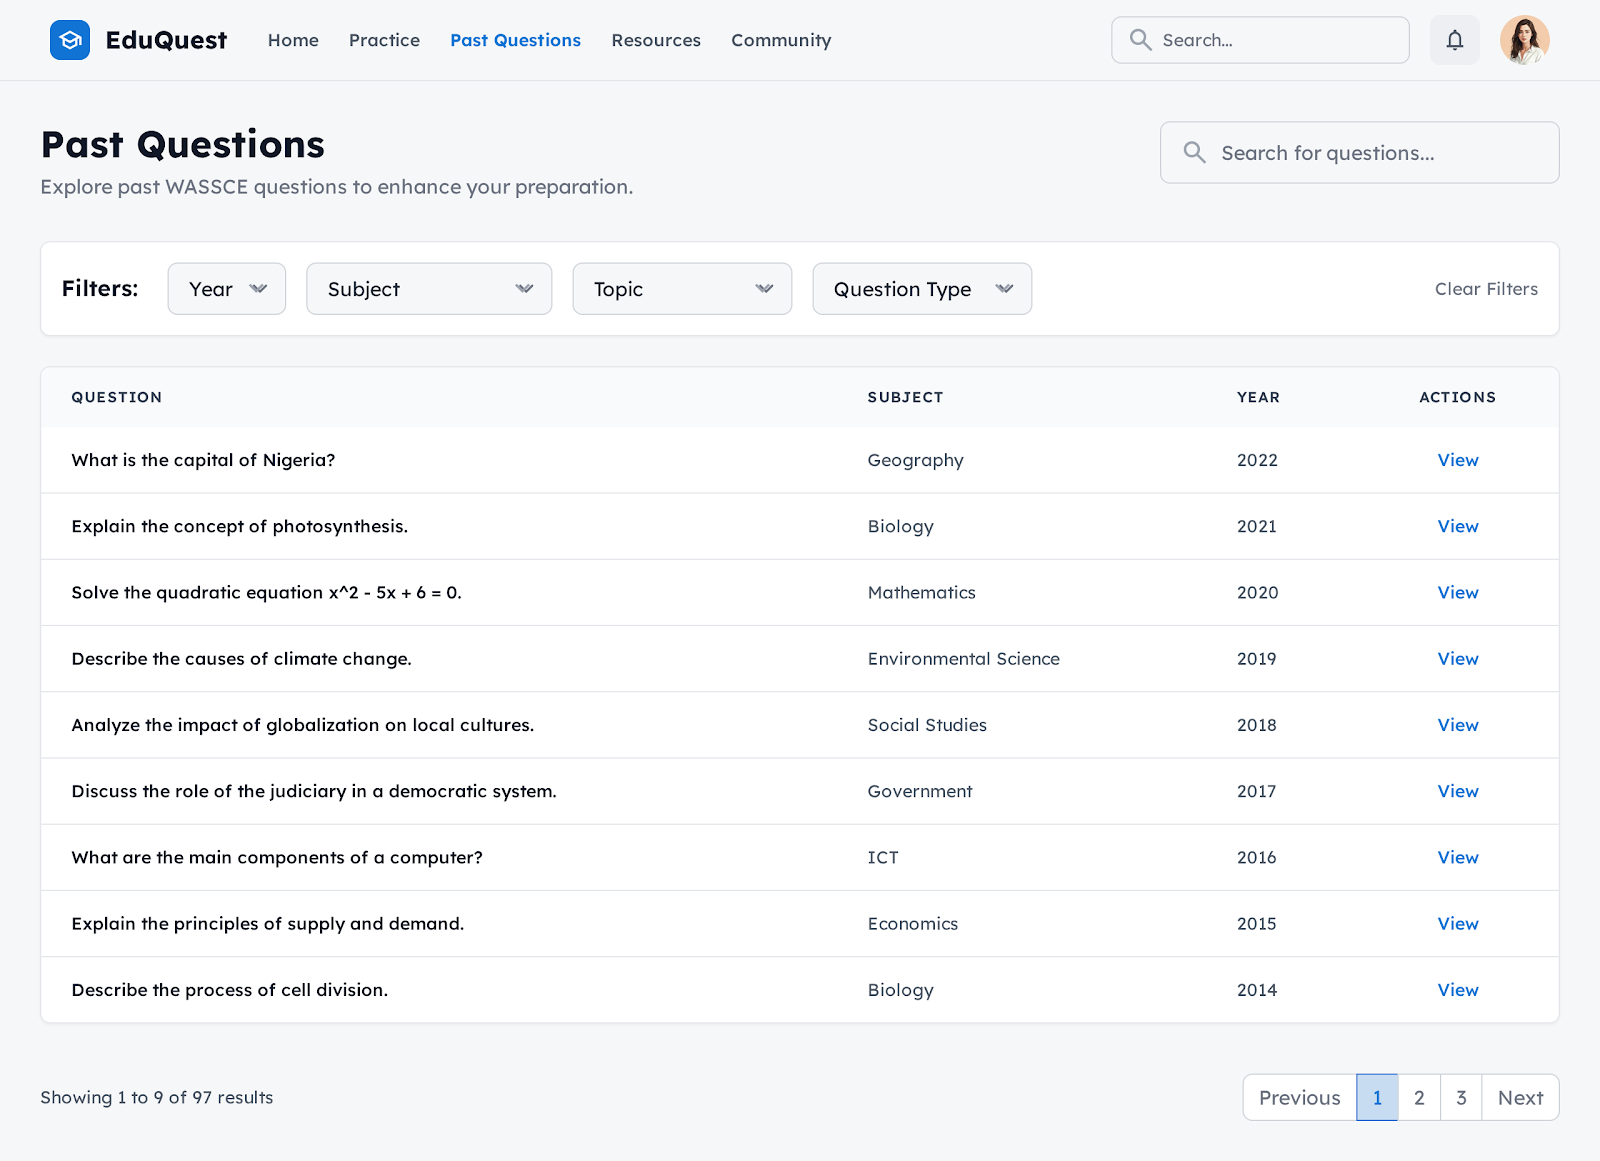 EduQuest Home Practice Past Questions Resources Community Search...
Past Questions
Search for questions...
Explore past WASSCE questions to enhance your preparation.
Filters: Year Subject Topic Question Type Clear Filters
QUESTION SUBJECT YEAR ACTIONS
What is the capital of Nigeria? Geography 2022 View
Explain the concept of photosynthesis. Biology 2021 View
Solve the quadratic equation x^2 - 5x + 6 = 0. Mathematics 2020 View
Describe the causes of climate change. Environmental Science 2019 View
Analyze the impact of globalization on local cultures. Social Studies 2018 View
Discuss the role of the judiciary in a democratic system. Government 2017 View
What are the main components of a computer? ICT 2016 View
Explain the principles of supply and demand. Economics 2015 View
Describe the process of cell division. Biology 2014 View
Showing 1 to 9 of 97 results Previous 1 2 3 Next